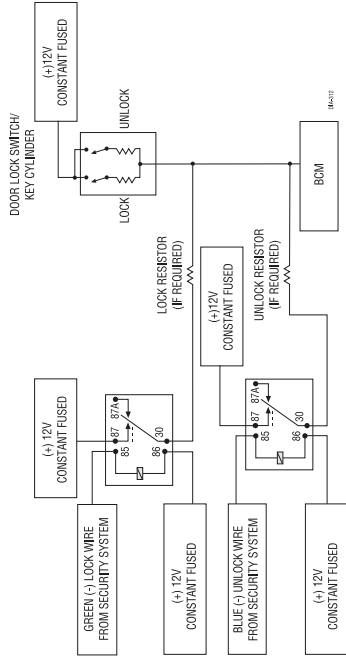 DOOR LOCK SWITCH/
KEY CYLINDER
(+)12V
CONSTANT FUSED
LOCK
UNLOCK
(+) 12V
CONSTANT FUSED
GREEN (-) LOCK WIRE
FROM SECURITY SYSTEM
87
87A
85
86
30
(+) 12V
CONSTANT FUSED
LOCK RESISTOR
(IF REQUIRED)
(+)12V
CONSTANT FUSED
BLUE (-) UNLOCK WIRE
FROM SECURITY SYSTEM
87
87A
85
86
30
(+) 12V
CONSTANT FUSED
UNLOCK RESISTOR
(IF REQUIRED)
BCM